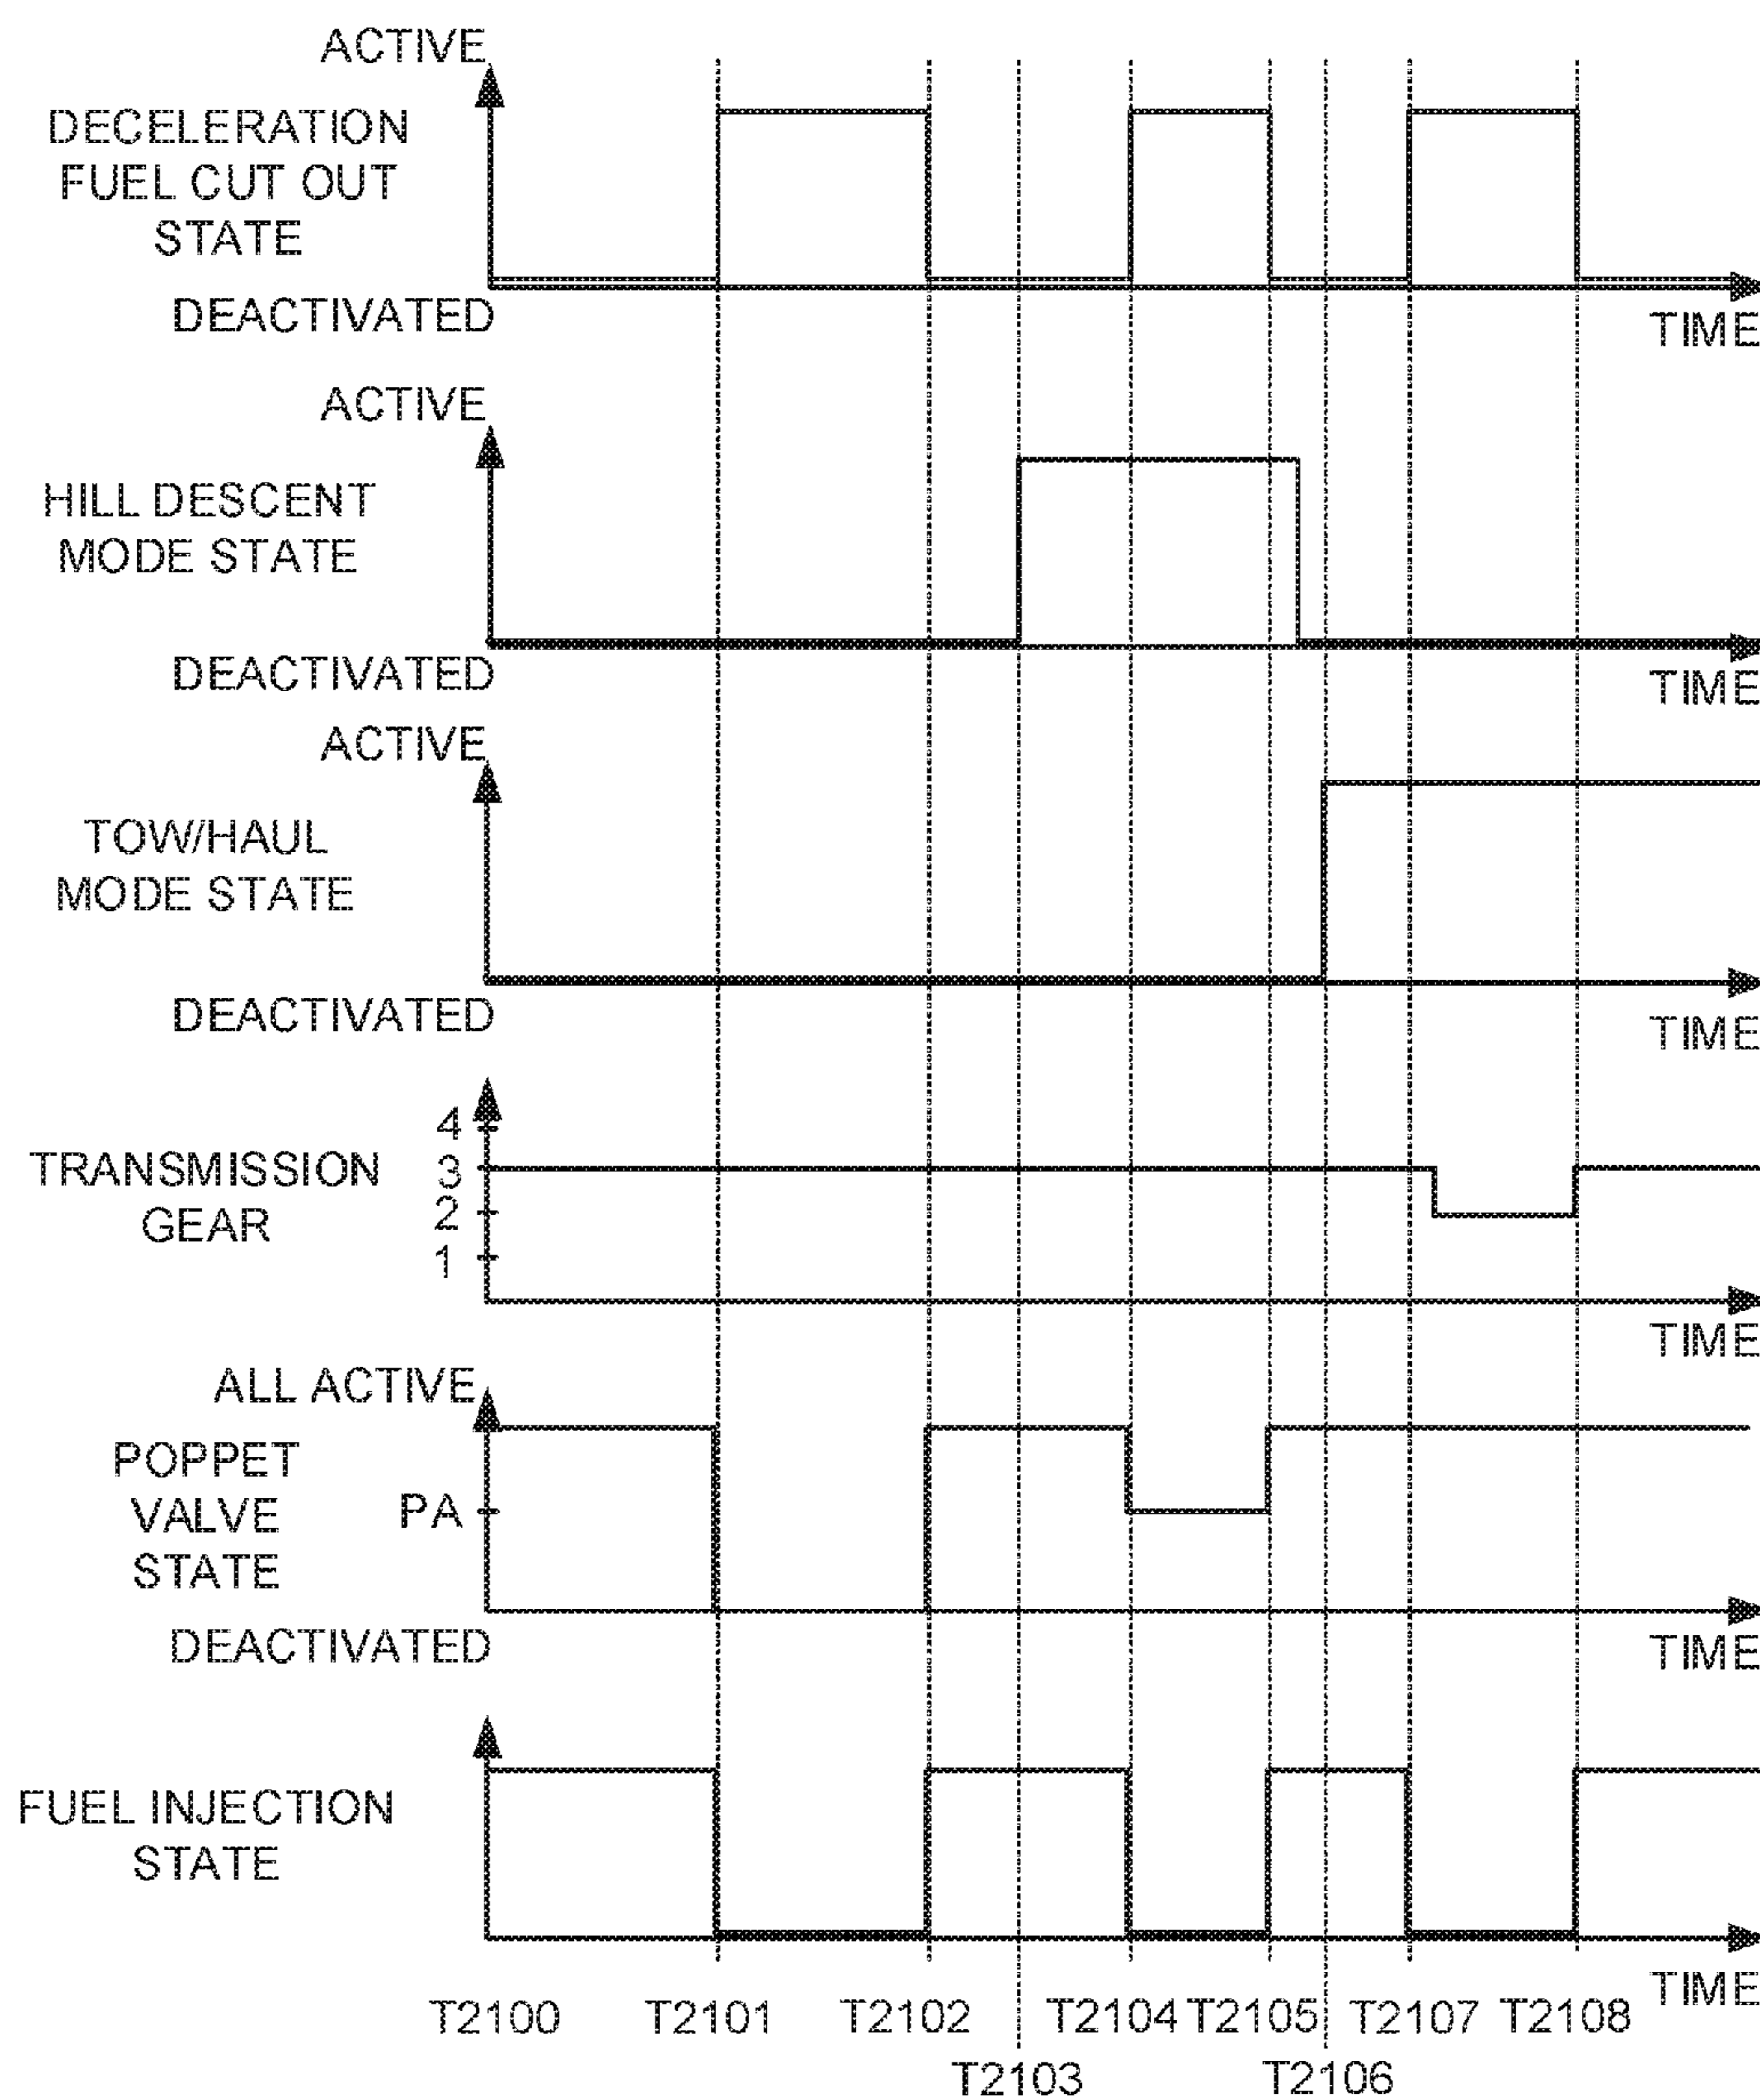 ACTIVE
DECELERATION
FUEL CUT OUT
STATE
DEACTIVATED
TIME
ACTIVE
HILL DESCENT
MODE STATE
DEACTIVATED
TIME
ACTIVE
TOW/HAUL
MODE STATE
DEACTIVATED
TIME
4
TRANSMISSION 3
GEAR 2
1
TIME
ALL ACTIVE
POPPET
VALVE PA
STATE
DEACTIVATED
TIME
FUEL INJECTION
STATE
TIME
T2100 T2101 T2102 T2104 T2105 T2107 T2108
T2103 T2106